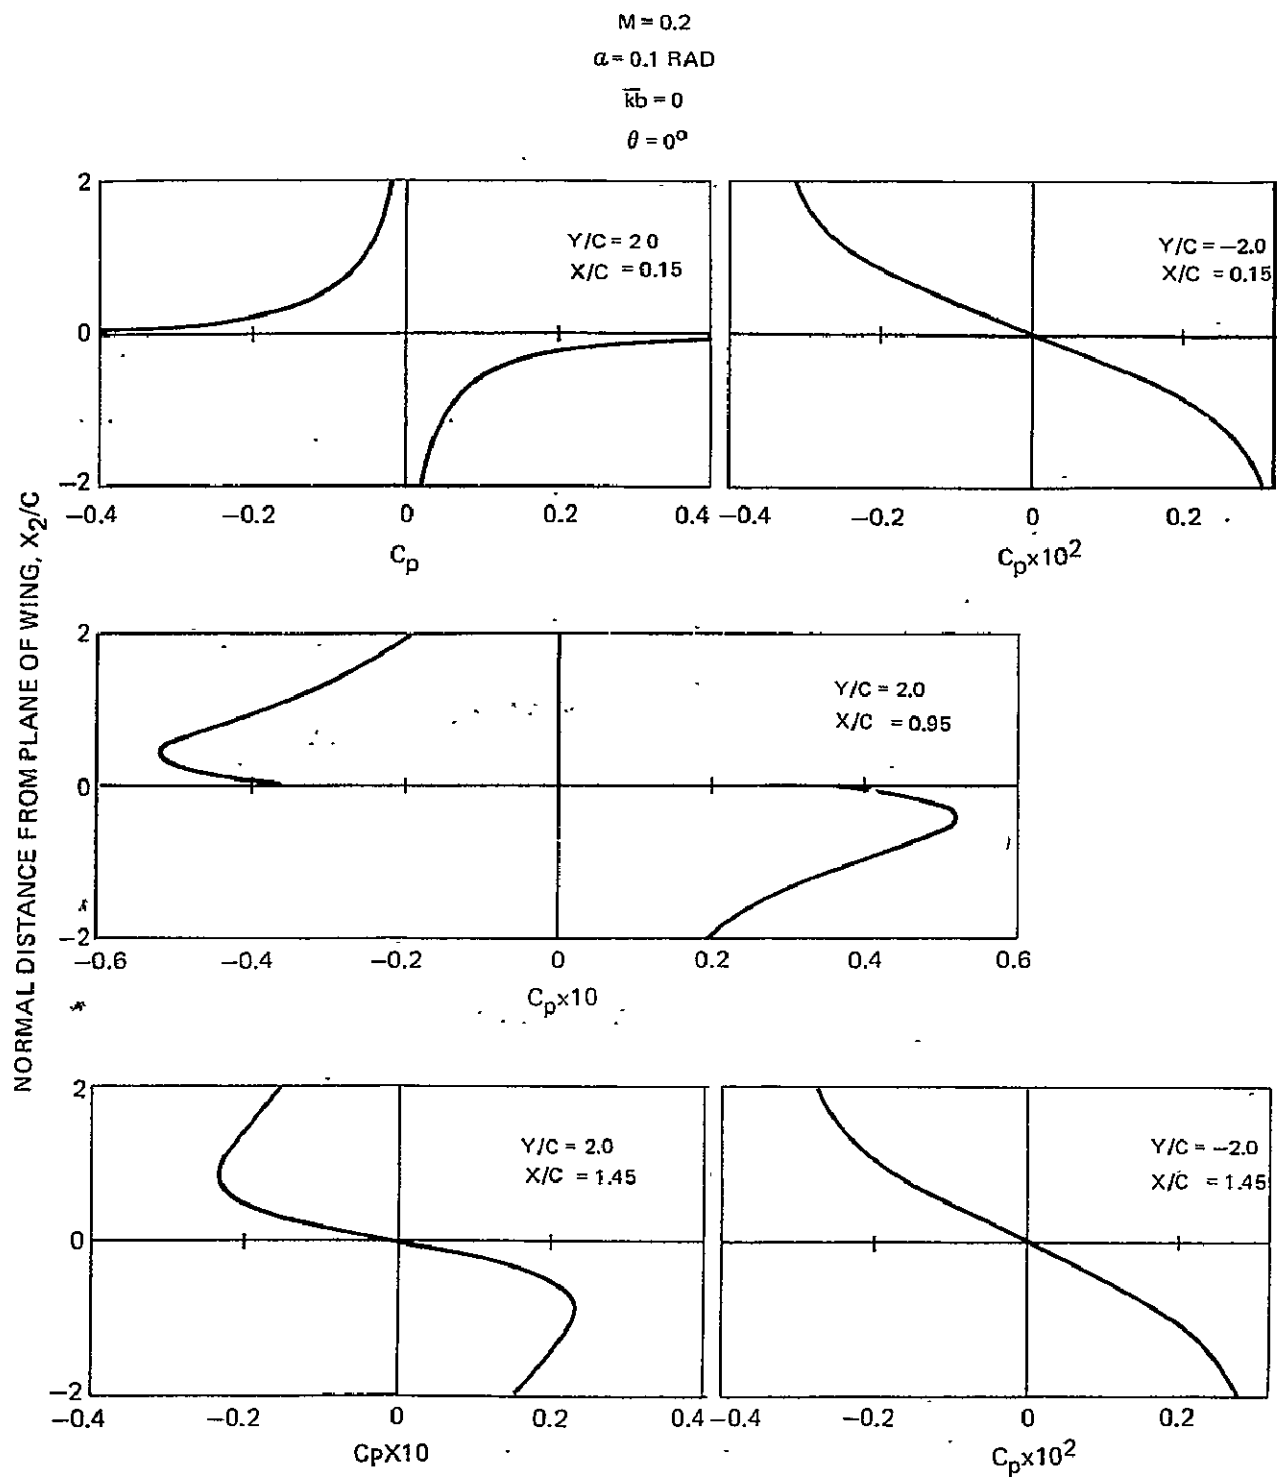 M = 0.2
α = 0.1 RAD
k̅b̅ = 0
θ = 0°
NORMAL DISTANCE FROM PLANE OF WING, X₂/C
2
0
−2
Y/C = 2 0
X/C = 0.15
−0.4 −0.2 0 0.2 0.4
Cₚ
Y/C = −2.0
X/C = 0.15
−0.4 −0.2 0 0.2
Cₚx10²
2
0
−2
Y/C = 2.0
X/C = 0.95
−0.6 −0.4 −0.2 0 0.2 0.4 0.6
Cₚx10
2
0
−2
Y/C = 2.0
X/C = 1.45
−0.4 −0.2 0 0.2 0.4
CₚX10
Y/C = −2.0
X/C = 1.45
−0.4 −0.2 0 0.2
Cₚx10²